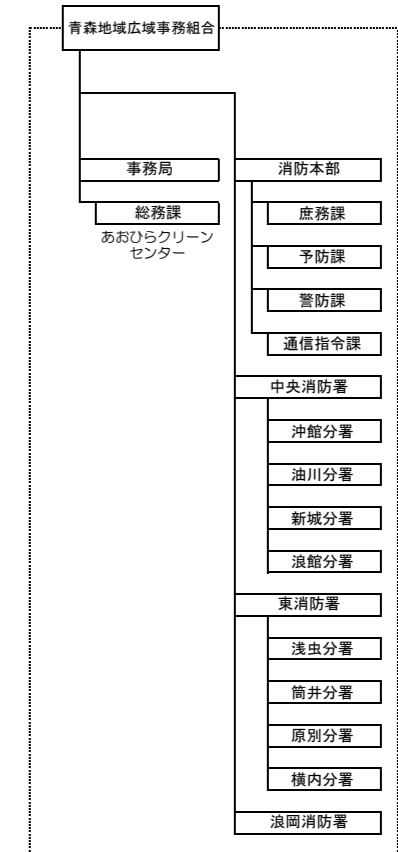 青森地域広域事務組合
事務局
総務課
あおひらクリーン
センター
消防本部
庶務課
予防課
警防課
通信指令課
中央消防署
沖館分署
油川分署
新城分署
浪館分署
東消防署
浅虫分署
筒井分署
原別分署
横内分署
浪岡消防署